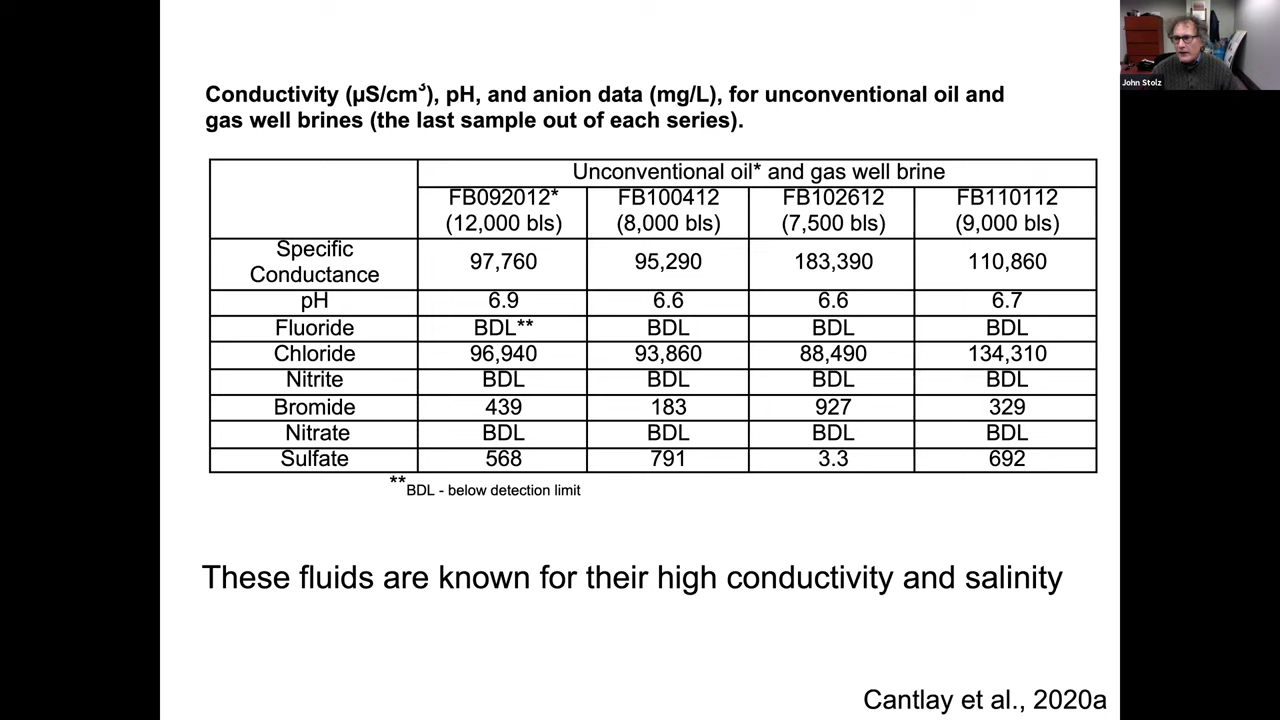 John Stolz
Conductivity (µS/cm³), pH, and anion data (mg/L), for unconventional oil and
gas well brines (the last sample out of each series).
Unconventional oil* and gas well brine
FB092012* FB100412 FB102612 FB110112
(12,000 bls) (8,000 bls) (7,500 bls) (9,000 bls)
Specific
Conductance 97,760 95,290 183,390 110,860
pH 6.9 6.6 6.6 6.7
Fluoride BDL** BDL BDL BDL
Chloride 96,940 93,860 88,490 134,310
Nitrite BDL BDL BDL BDL
Bromide 439 183 927 329
Nitrate BDL BDL BDL BDL
Sulfate 568 791 3.3 692
**BDL - below detection limit
These fluids are known for their high conductivity and salinity
Cantlay et al., 2020a